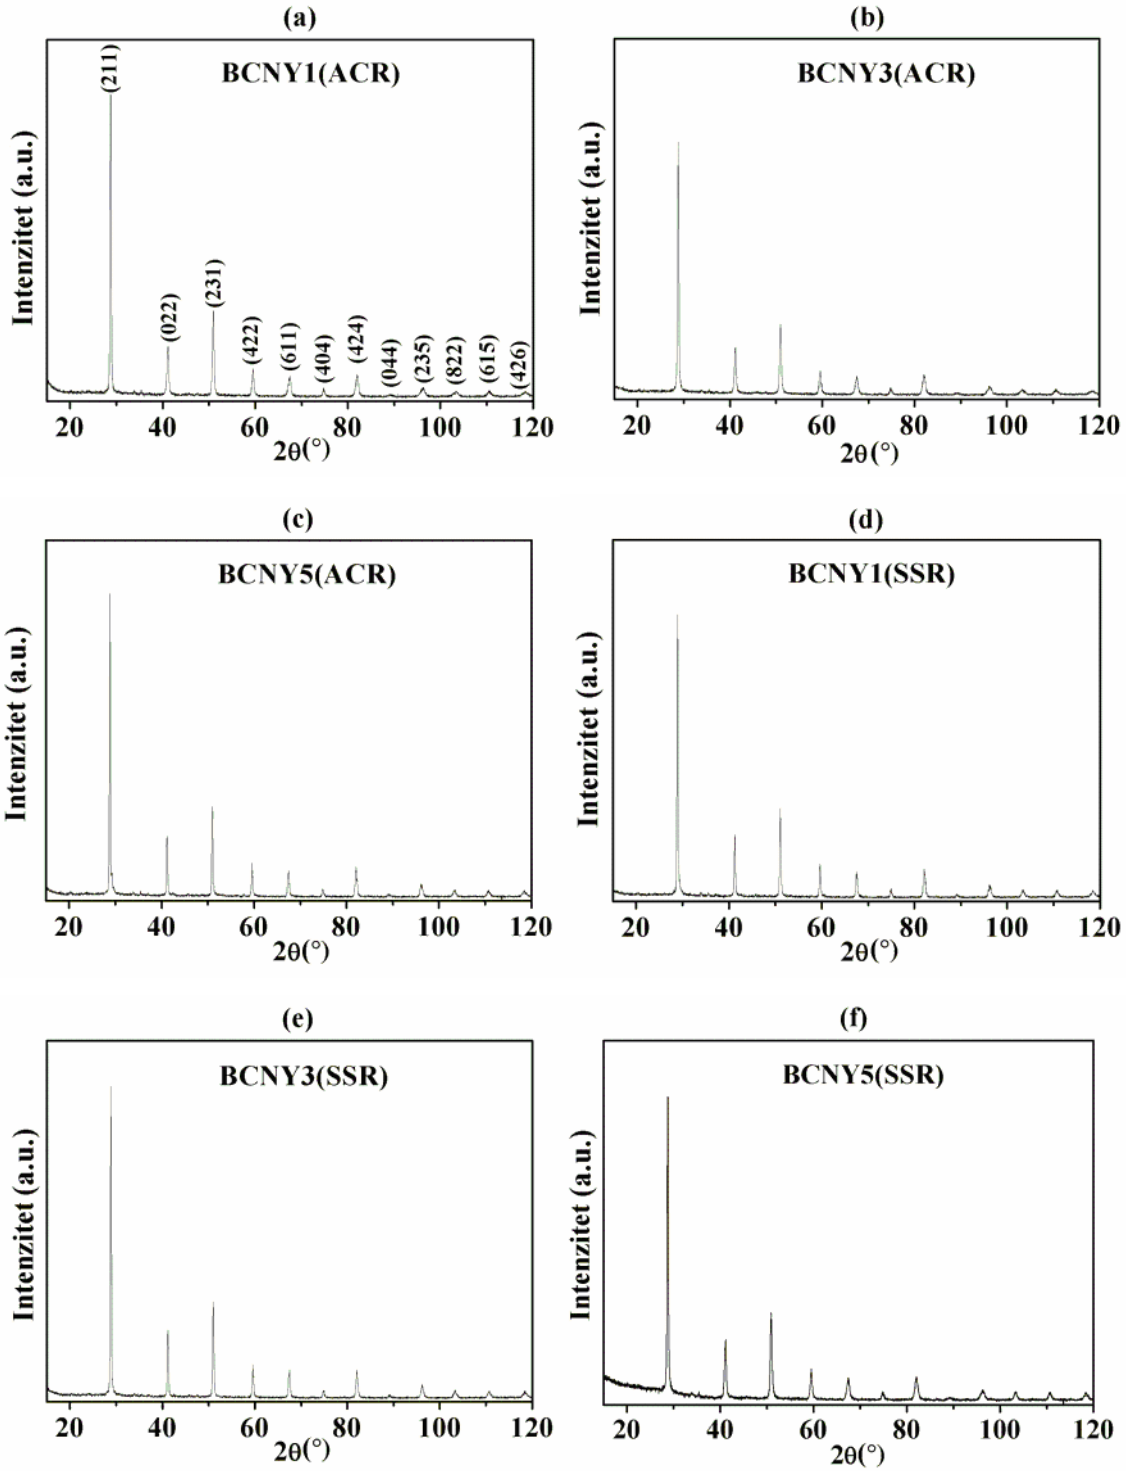 (a)
BCNY1(ACR)
Intenzitet (a.u.)
(211)
(022)
(231)
(422)
(611)
(404)
(424)
(044)
(235)
(822)
(615)
(426)
20 40 60 80 100 120
2θ(°)
(b)
BCNY3(ACR)
Intenzitet (a.u.)
20 40 60 80 100 120
2θ(°)
(c)
BCNY5(ACR)
Intenzitet (a.u.)
20 40 60 80 100 120
2θ(°)
(d)
BCNY1(SSR)
Intenzitet (a.u.)
20 40 60 80 100 120
2θ(°)
(e)
BCNY3(SSR)
Intenzitet (a.u.)
20 40 60 80 100 120
2θ(°)
(f)
BCNY5(SSR)
Intenzitet (a.u.)
20 40 60 80 100 120
2θ(°)